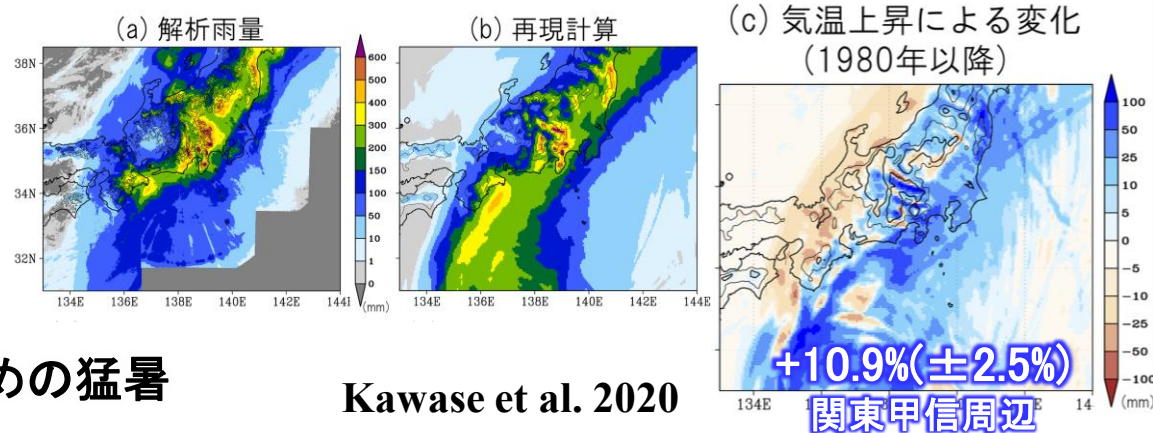 (a) 解析雨量
(b) 再現計算
(c) 気温上昇による変化
(1980年以降)
38N
36N
34N
32N
134E
136E
138E
140E
142E
144E
600
500
400
300
200
150
100
50
10
1
0
(mm)
134E
136E
138E
140E
142E
144E
100
50
25
10
5
0
−5
−10
−25
−50
−100
(mm)
134E
14
+10.9%(±2.5%)
関東甲信周辺
めの猛暑
Kawase et al. 2020